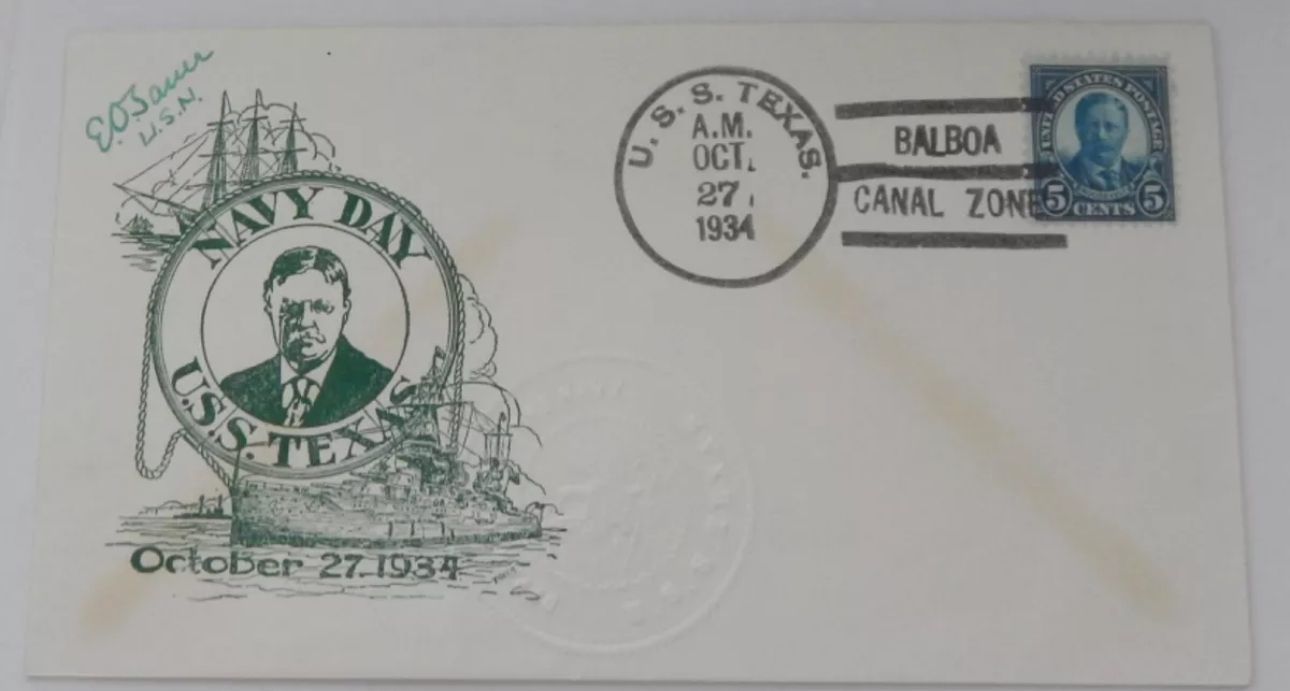 U.S.N.
NAVY DAY
U.S.S. TEXAS
October 27 1934
U. S. S. TEXAS.
A.M.
OCT.
27
1934
BALBOA
CANAL ZONE
UNITED STATES POSTAGE
5 CENTS 5